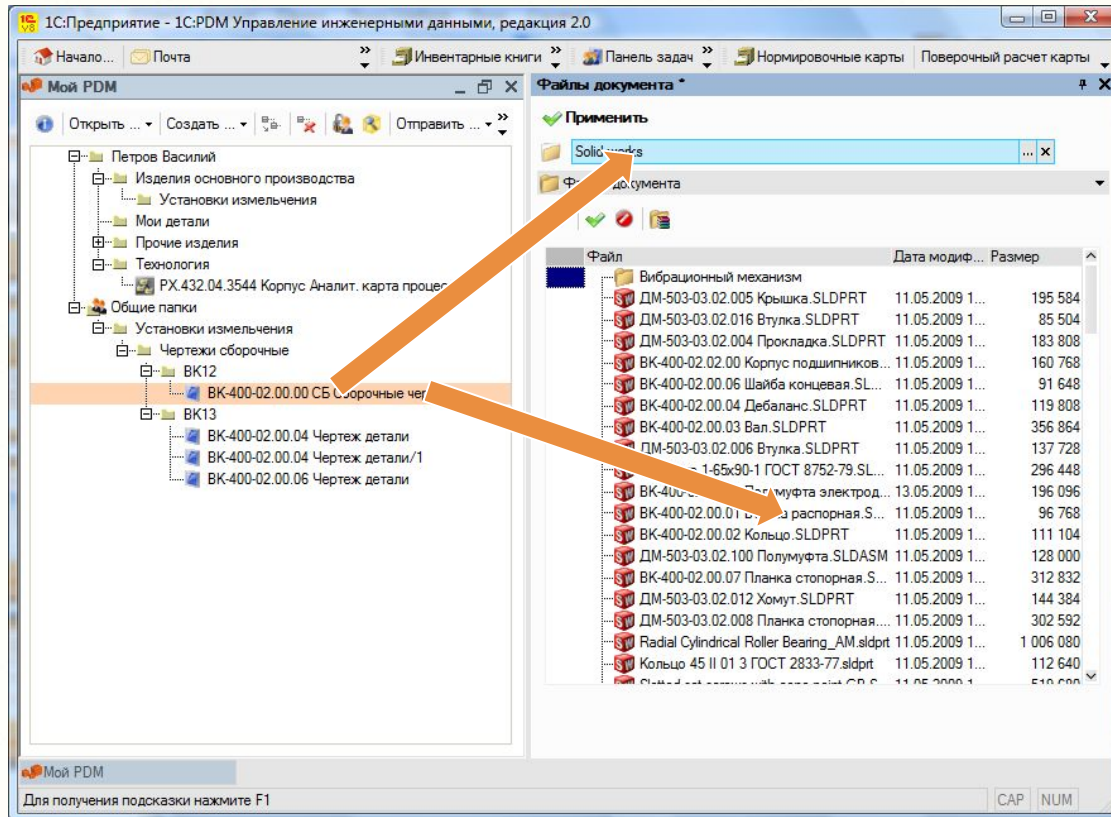 1С:Предприятие - 1С:PDM Управление инженерными данными, редакция 2.0
Начало... Почта Инвентарные книги Панель задач Нормировочные карты Поверочный расчет карты
Мой PDM
Открыть ... Создать ... Отправить ...
Петров Василий
Изделия основного производства
Установки измельчения
Мои детали
Прочие изделия
Технология
РХ.432.04.3544 Корпус Аналит. карта процес
Общие папки
Установки измельчения
Чертежи сборочные
ВК12
ВК-400-02.00.00 СБ Сборочные чер
ВК13
ВК-400-02.00.04 Чертеж детали
ВК-400-02.00.04 Чертеж детали/1
ВК-400-02.00.06 Чертеж детали
Файлы документа *
Применить
Solid works
... x
документа
Файл Дата модиф... Размер
Вибрационный механизм
ДМ-503-03.02.005 Крышка.SLDPRT 11.05.2009 1... 195 584
ДМ-503-03.02.016 Втулка.SLDPRT 11.05.2009 1... 85 504
ДМ-503-03.02.004 Прокладка.SLDPRT 11.05.2009 1... 183 808
ВК-400-02.02.00 Корпус подшипников... 11.05.2009 1... 160 768
ВК-400-02.00.06 Шайба концевая.SL... 11.05.2009 1... 91 648
ВК-400-02.00.04 Дебаланс.SLDPRT 11.05.2009 1... 119 808
ВК-400-02.00.03 Вал.SLDPRT 11.05.2009 1... 356 864
ДМ-503-03.02.006 Втулка.SLDPRT 11.05.2009 1... 137 728
1-65х90-1 ГОСТ 8752-79.SL... 11.05.2009 1... 296 448
ВК-400- Полумуфта электрод... 13.05.2009 1... 196 096
ВК-400-02.00.01 распорная.S... 11.05.2009 1... 96 768
ВК-400-02.00.02 Кольцо.SLDPRT 11.05.2009 1... 111 104
ДМ-503-03.02.100 Полумуфта.SLDASM 11.05.2009 1... 128 000
ВК-400-02.00.07 Планка стопорная.S... 11.05.2009 1... 312 832
ДМ-503-03.02.012 Хомут.SLDPRT 11.05.2009 1... 144 384
ДМ-503-03.02.008 Планка стопорная.... 11.05.2009 1... 302 592
Radial Cylindrical Roller Bearing_AM.sldprt 11.05.2009 1... 1 006 080
Кольцо 45 II 01 3 ГОСТ 2833-77.sldprt 11.05.2009 1... 112 640
Мой PDM
Для получения подсказки нажмите F1
CAP NUM